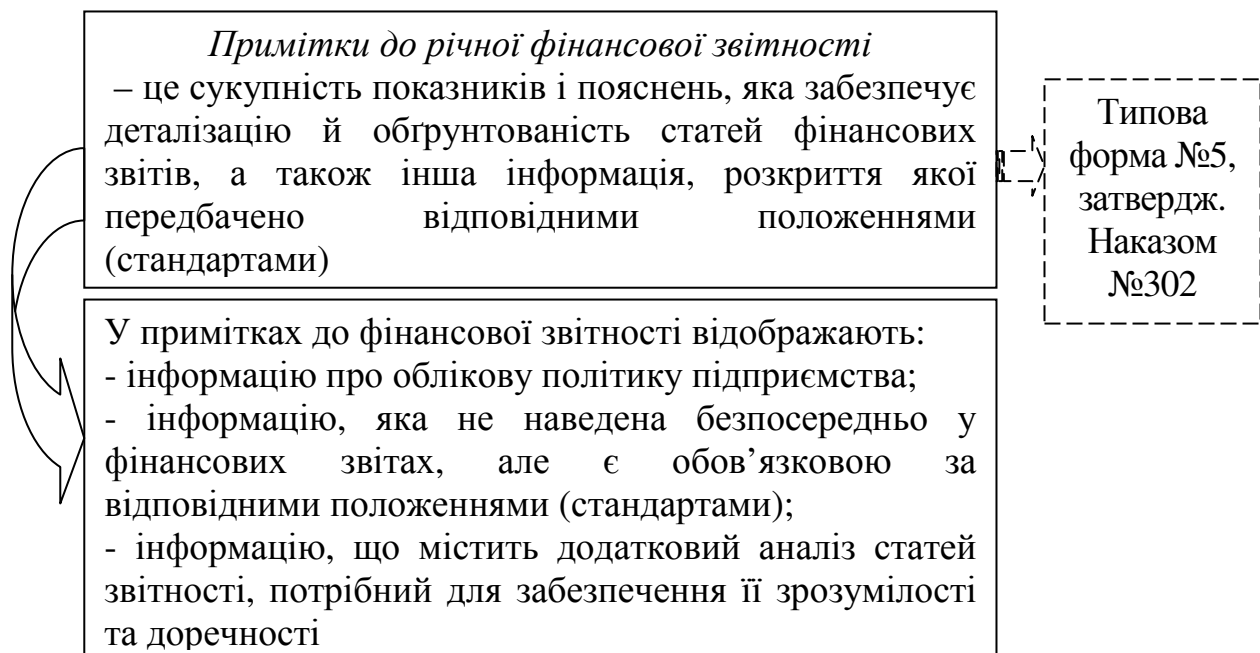 Примітки до річної фінансової звітності
– це сукупність показників і пояснень, яка забезпечує
деталізацію й обґрунтованість статей фінансових
звітів, а також інша інформація, розкриття якої
передбачено відповідними положеннями
(стандартами)
Типова
форма №5,
затвердж.
Наказом
№302
У примітках до фінансової звітності відображають:
- інформацію про облікову політику підприємства;
- інформацію, яка не наведена безпосередньо у
фінансових звітах, але є обов’язковою за
відповідними положеннями (стандартами);
- інформацію, що містить додатковий аналіз статей
звітності, потрібний для забезпечення її зрозумілості
та доречності